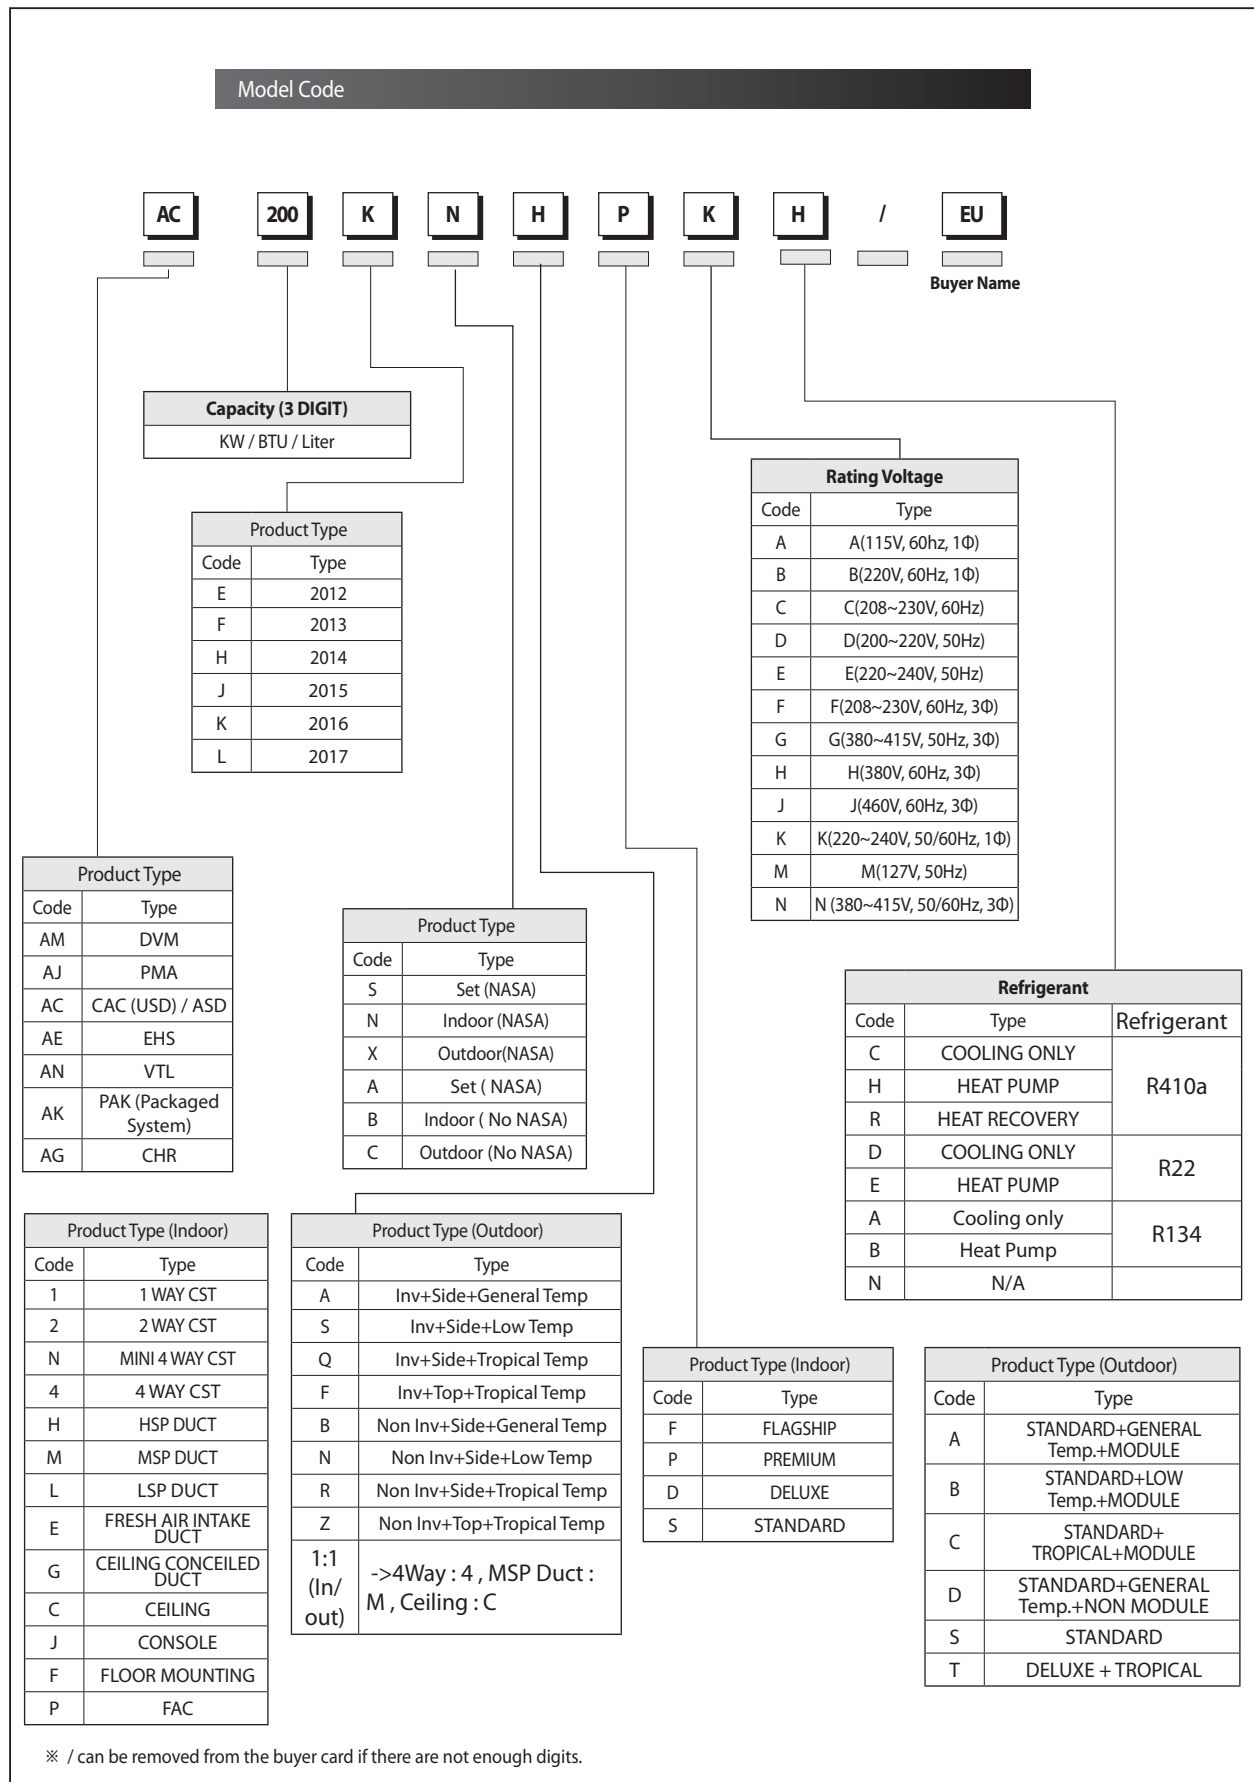 Model Code
AC 200 K N H P K H / EU
Buyer Name
Capacity (3 DIGIT)
KW / BTU / Liter
Product Type
Code Type
E 2012
F 2013
H 2014
J 2015
K 2016
L 2017
Rating Voltage
Code Type
A A(115V, 60hz, 1Φ)
B B(220V, 60Hz, 1Φ)
C C(208~230V, 60Hz)
D D(200~220V, 50Hz)
E E(220~240V, 50Hz)
F F(208~230V, 60Hz, 3Φ)
G G(380~415V, 50Hz, 3Φ)
H H(380V, 60Hz, 3Φ)
J J(460V, 60Hz, 3Φ)
K K(220~240V, 50/60Hz, 1Φ)
M M(127V, 50Hz)
N N (380~415V, 50/60Hz, 3Φ)
Product Type
Code Type
AM DVM
AJ PMA
AC CAC (USD) / ASD
AE EHS
AN VTL
AK PAK (Packaged
System)
AG CHR
Product Type
Code Type
S Set (NASA)
N Indoor (NASA)
X Outdoor(NASA)
A Set ( NASA)
B Indoor ( No NASA)
C Outdoor (No NASA)
Refrigerant
Code Type Refrigerant
C COOLING ONLY
H HEAT PUMP R410a
R HEAT RECOVERY
D COOLING ONLY
R22
E HEAT PUMP
A Cooling only
R134
B Heat Pump
N N/A
Product Type (Indoor)
Code Type
1 1 WAY CST
2 2 WAY CST
N MINI 4 WAY CST
4 4 WAY CST
H HSP DUCT
M MSP DUCT
L LSP DUCT
E FRESH AIR INTAKE
DUCT
G CEILING CONCEILED
DUCT
C CEILING
J CONSOLE
F FLOOR MOUNTING
P FAC
Product Type (Outdoor)
Code Type
A Inv+Side+General Temp
S Inv+Side+Low Temp
Q Inv+Side+Tropical Temp
F Inv+Top+Tropical Temp
B Non Inv+Side+General Temp
N Non Inv+Side+Low Temp
R Non Inv+Side+Tropical Temp
Z Non Inv+Top+Tropical Temp
1:1
(In/
out)
->4Way : 4 , MSP Duct :
M , Ceiling : C
Product Type (Indoor)
Code Type
F FLAGSHIP
P PREMIUM
D DELUXE
S STANDARD
Product Type (Outdoor)
Code Type
A STANDARD+GENERAL
Temp.+MODULE
B STANDARD+LOW
Temp.+MODULE
C STANDARD+
TROPICAL+MODULE
D STANDARD+GENERAL
Temp.+NON MODULE
S STANDARD
T DELUXE + TROPICAL
※ / can be removed from the buyer card if there are not enough digits.